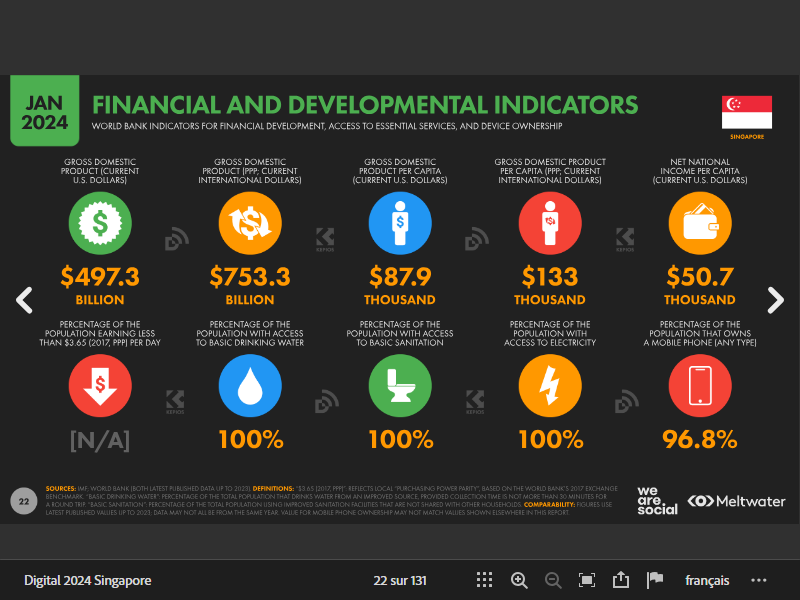 JAN
2024
FINANCIAL AND DEVELOPMENTAL INDICATORS
WORLD BANK INDICATORS FOR FINANCIAL DEVELOPMENT, ACCESS TO ESSENTIAL SERVICES, AND DEVICE OWNERSHIP
SINGAPORE
GROSS DOMESTIC
PRODUCT (CURRENT
U.S. DOLLARS)
$497.3
BILLION
GROSS DOMESTIC
PRODUCT (PPP, CURRENT
INTERNATIONAL DOLLARS)
$753.3
BILLION
GROSS DOMESTIC
PRODUCT PER CAPITA
(CURRENT U.S. DOLLARS)
$87.9
THOUSAND
GROSS DOMESTIC PRODUCT
PER CAPITA (PPP, CURRENT
INTERNATIONAL DOLLARS)
$133
THOUSAND
NET NATIONAL
INCOME PER CAPITA
(CURRENT U.S. DOLLARS)
$50.7
THOUSAND
PERCENTAGE OF THE
POPULATION EARNING LESS
THAN $3.65 (2017, PPP) PER DAY
[N/A]
PERCENTAGE OF THE
POPULATION WITH ACCESS
TO BASIC DRINKING WATER
100%
PERCENTAGE OF THE
POPULATION WITH ACCESS
TO BASIC SANITATION
100%
PERCENTAGE OF THE
POPULATION WITH
ACCESS TO ELECTRICITY
100%
PERCENTAGE OF THE
POPULATION THAT OWNS
A MOBILE PHONE (ANY TYPE)
96.8%
KEPIOS
KEPIOS
KEPIOS
KEPIOS
22
SOURCES: IMF; WORLD BANK (BOTH LATEST PUBLISHED DATA UP TO 2023). DEFINITIONS: "$3.65 (2017, PPP)": REFLECTS LOCAL "PURCHASING POWER PARITY", BASED ON THE WORLD BANK'S 2017 EXCHANGE
BENCHMARK. "BASIC DRINKING WATER": PERCENTAGE OF THE TOTAL POPULATION THAT DRINKS WATER FROM AN IMPROVED SOURCE, PROVIDED COLLECTION TIME IS NOT MORE THAN 30 MINUTES FOR
A ROUND TRIP. "BASIC SANITATION": PERCENTAGE OF THE TOTAL POPULATION USING IMPROVED SANITATION FACILITIES THAT ARE NOT SHARED WITH OTHER HOUSEHOLDS. COMPARABILITY: FIGURES USE
LATEST PUBLISHED VALUES UP TO 2023; DATA MAY NOT ALL BE FROM THE SAME YEAR. VALUE FOR MOBILE PHONE OWNERSHIP MAY NOT MATCH VALUES SHOWN ELSEWHERE IN THIS REPORT.
we
are.
social
Meltwater
Digital 2024 Singapore
22 sur 131
français